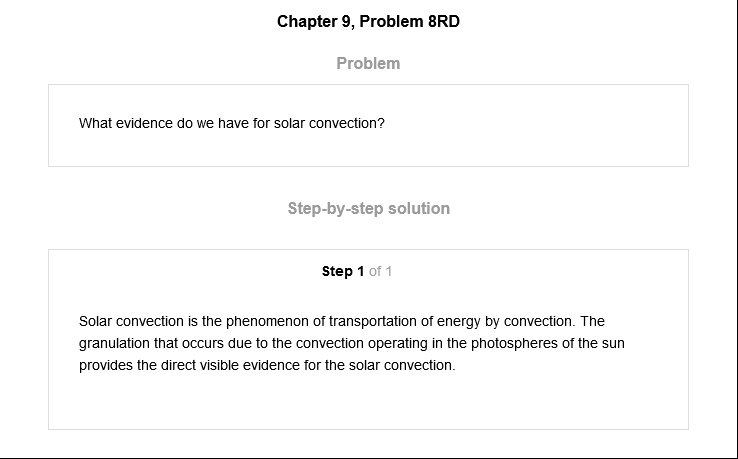 Chapter 9, Problem 8RD
Problem
What evidence do we have for solar convection?
Step-by-step solution
Step 1 of 1
Solar convection is the phenomenon of transportation of energy by convection. The
granulation that occurs due to the convection operating in the photospheres of the sun
provides the direct visible evidence for the solar convection.